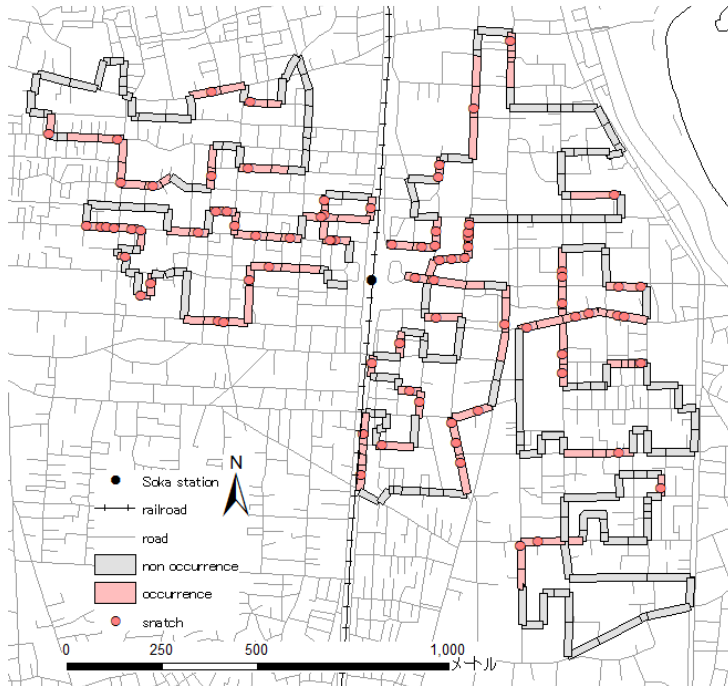 N
Soka station
railroad
road
non occurrence
occurrence
snatch
0 250 500 1,000
メートル